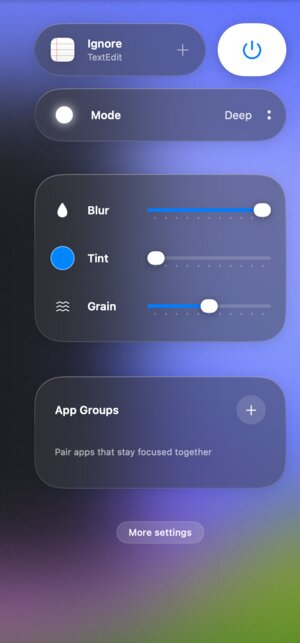 Ignore
TextEdit
Mode
Deep
Blur
Tint
Grain
App Groups
Pair apps that stay focused together
More settings